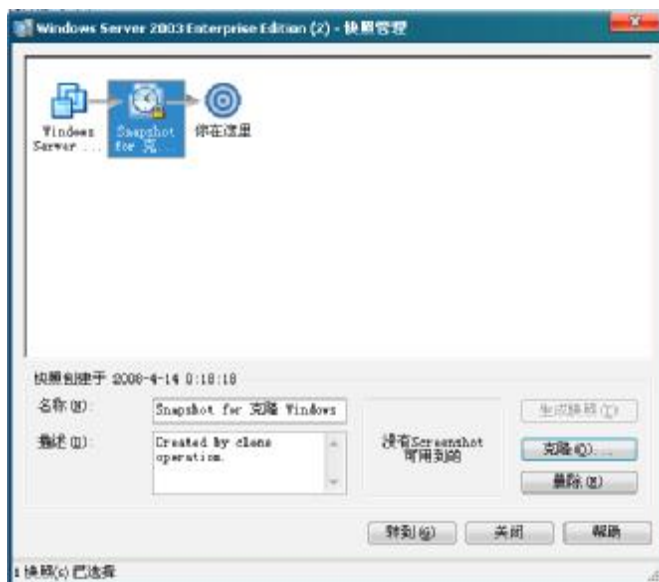 Windows Server 2003 Enterprise Edition (2) - 快照管理
Windows
Server ...
Snapshot
for 克...
你在这里
快照创建于 2008-4-14 0:18:18
名称(N):
Snapshot for 克隆 Windows
描述(D):
Created by clone
operation.
没有Screenshot
可用到的
生成快照(T)
克隆(O)...
删除(E)
转到(G)
关闭
帮助
1 快照(s) 已选择